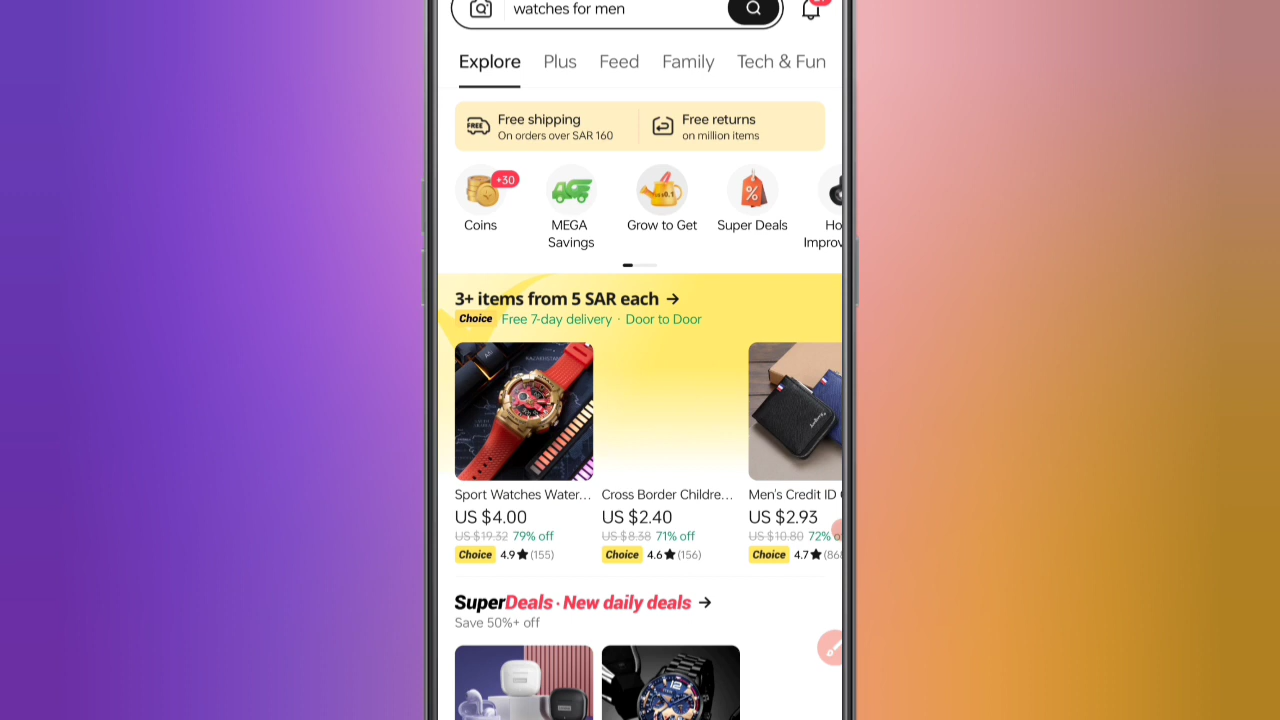 watches for men
Explore Plus Feed Family Tech & Fun
Free shipping
On orders over SAR 160
Free returns
on million items
+30
Coins
MEGA
Savings
Grow to Get
Super Deals
Ho
Improv
3+ items from 5 SAR each →
Choice Free 7-day delivery · Door to Door
Sport Watches Water...
US $4.00
US $19.32 79% off
Choice 4.9★(155)
Cross Border Childre...
US $2.40
US $8.38 71% off
Choice 4.6★(156)
Men's Credit ID
US $2.93
US $10.80 72% o
Choice 4.7★(868
SuperDeals · New daily deals →
Save 50%+ off